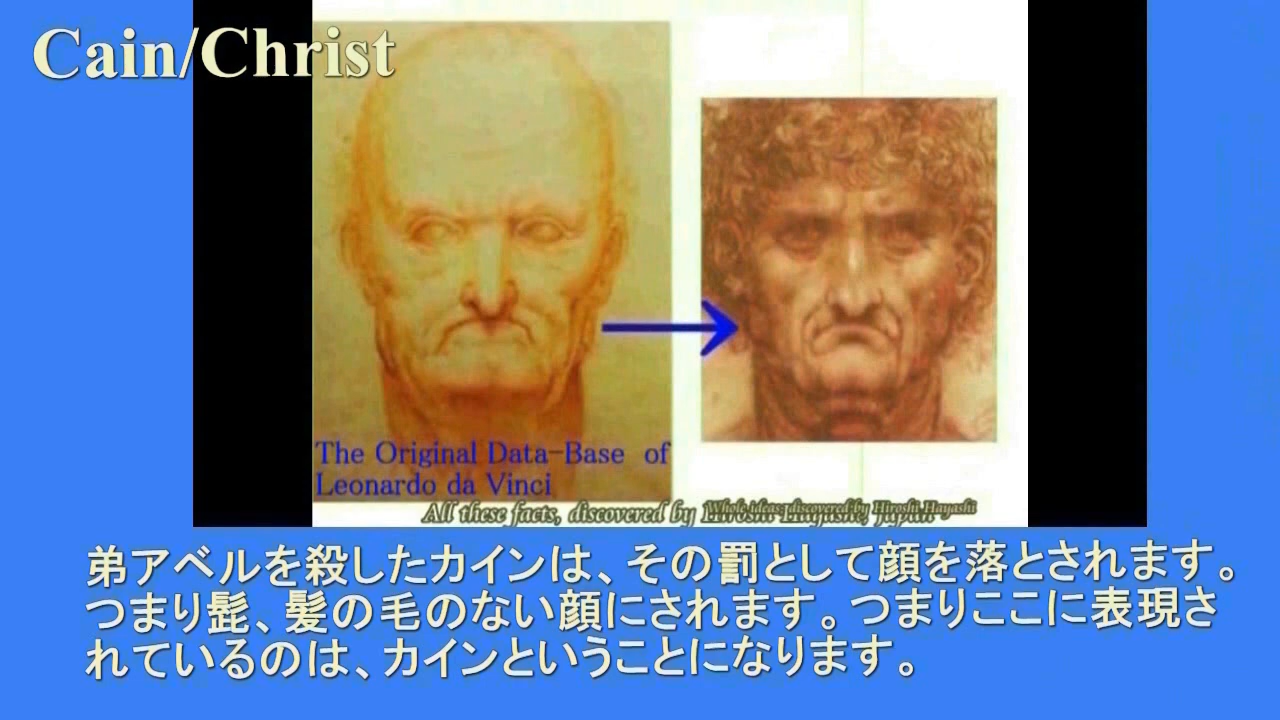 Cain/Christ
The Original Data-Base of
Leonardo da Vinci
All these facts, discovered by Hiroshi Hayashi, Japan
Whole ideas discovered by Hiroshi Hayashi
弟アベルを殺したカインは、その罰として顔を落とされます。
つまり髭、髪の毛のない顔にされます。つまりここに表現さ
れているのは、カインということになります。